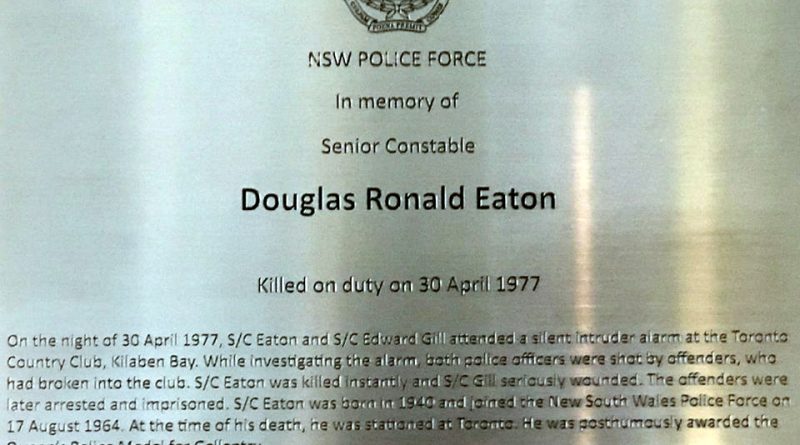 NSW POLICE FORCE
In memory of
Senior Constable
Douglas Ronald Eaton
Killed on duty on 30 April 1977
On the night of 30 April 1977, S/C Eaton and S/C Edward Gill attended a silent intruder alarm at the Toronto
Country Club, Kilaben Bay. While investigating the alarm, both police officers were shot by offenders, who
had broken into the club. S/C Eaton was killed instantly and S/C Gill seriously wounded. The offenders were
later arrested and imprisoned. S/C Eaton was born in 1940 and joined the New South Wales Police Force on
17 August 1964. At the time of his death, he was stationed at Toronto. He was posthumously awarded the